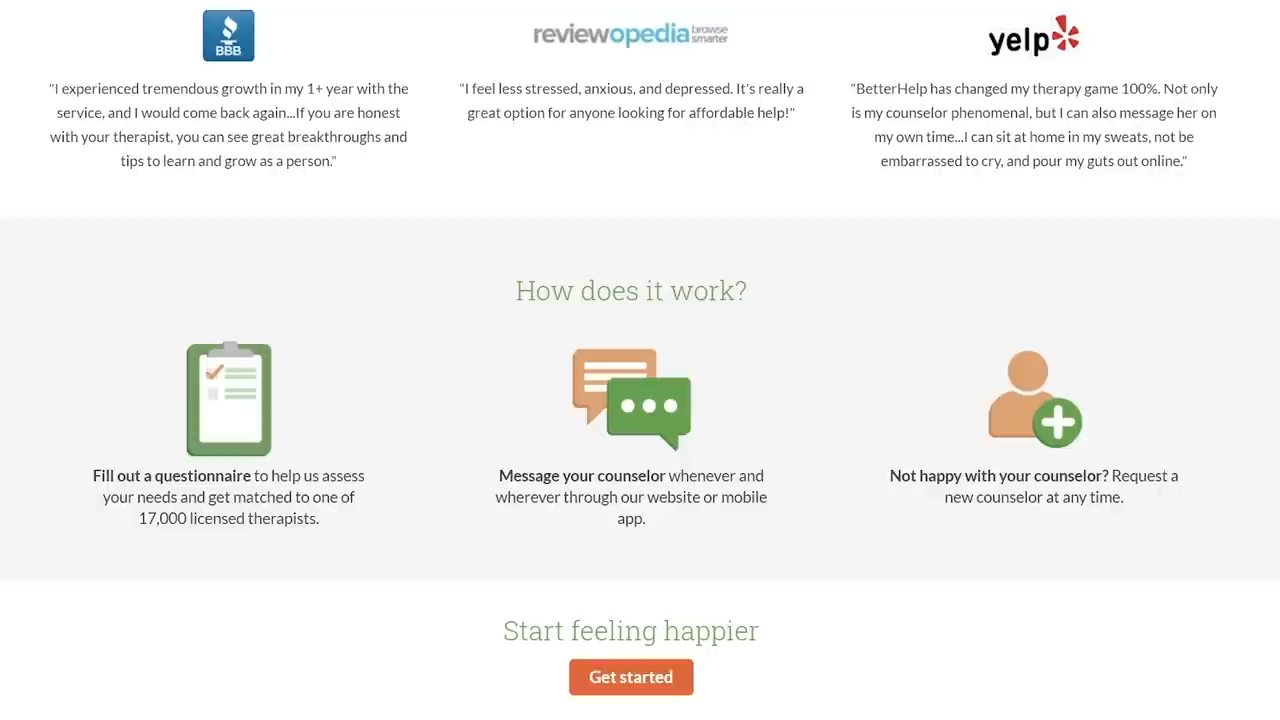 BBB
reviewopedia browse smarter
yelp
"I experienced tremendous growth in my 1+ year with the
service, and I would come back again...If you are honest
with your therapist, you can see great breakthroughs and
tips to learn and grow as a person."
"I feel less stressed, anxious, and depressed. It's really a
great option for anyone looking for affordable help!"
"BetterHelp has changed my therapy game 100%. Not only
is my counselor phenomenal, but I can also message her on
my own time...I can sit at home in my sweats, not be
embarrassed to cry, and pour my guts out online."
How does it work?
Fill out a questionnaire to help us assess
your needs and get matched to one of
17,000 licensed therapists.
Message your counselor whenever and
wherever through our website or mobile
app.
Not happy with your counselor? Request a
new counselor at any time.
Start feeling happier
Get started